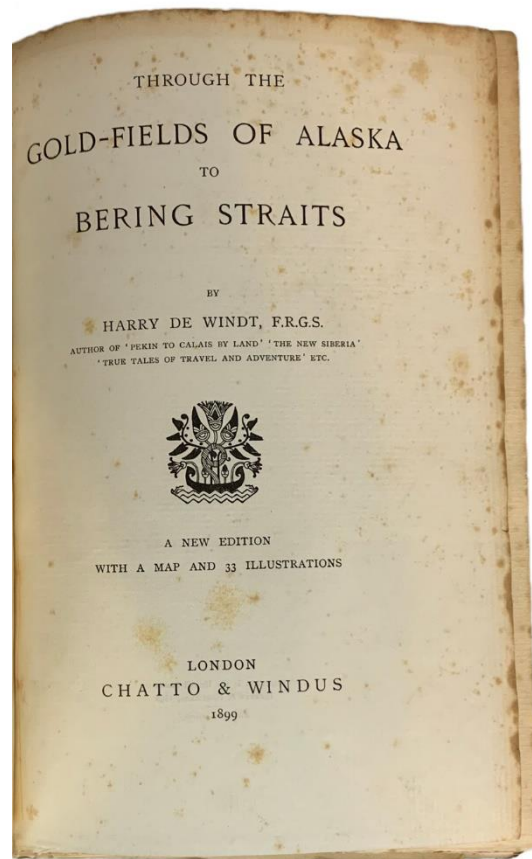 THROUGH THE
GOLD-FIELDS OF ALASKA
TO
BERING STRAITS
BY
HARRY DE WINDT, F.R.G.S.
AUTHOR OF 'PEKIN TO CALAIS BY LAND' 'THE NEW SIBERIA'
'TRUE TALES OF TRAVEL AND ADVENTURE' ETC.
A NEW EDITION
WITH A MAP AND 33 ILLUSTRATIONS
LONDON
CHATTO & WINDUS
1899